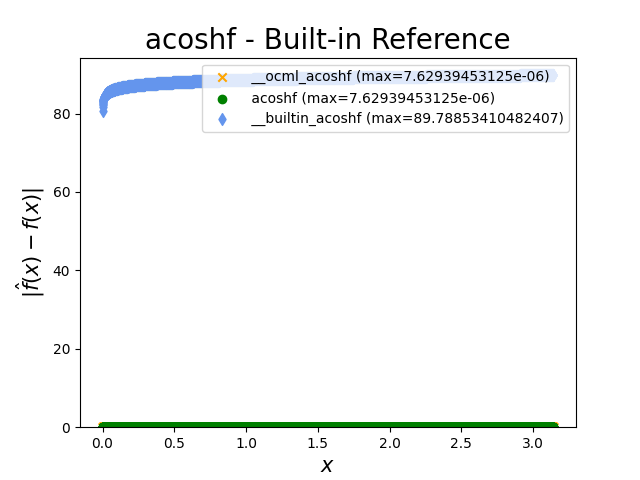 acoshf - Built-in Reference
__ocml_acoshf (max=7.62939453125e-06)
acoshf (max=7.62939453125e-06)
__builtin_acoshf (max=89.78853410482407)
|f̂(x) − f(x)|
80
60
40
20
0
0.0 0.5 1.0 1.5 2.0 2.5 3.0
x